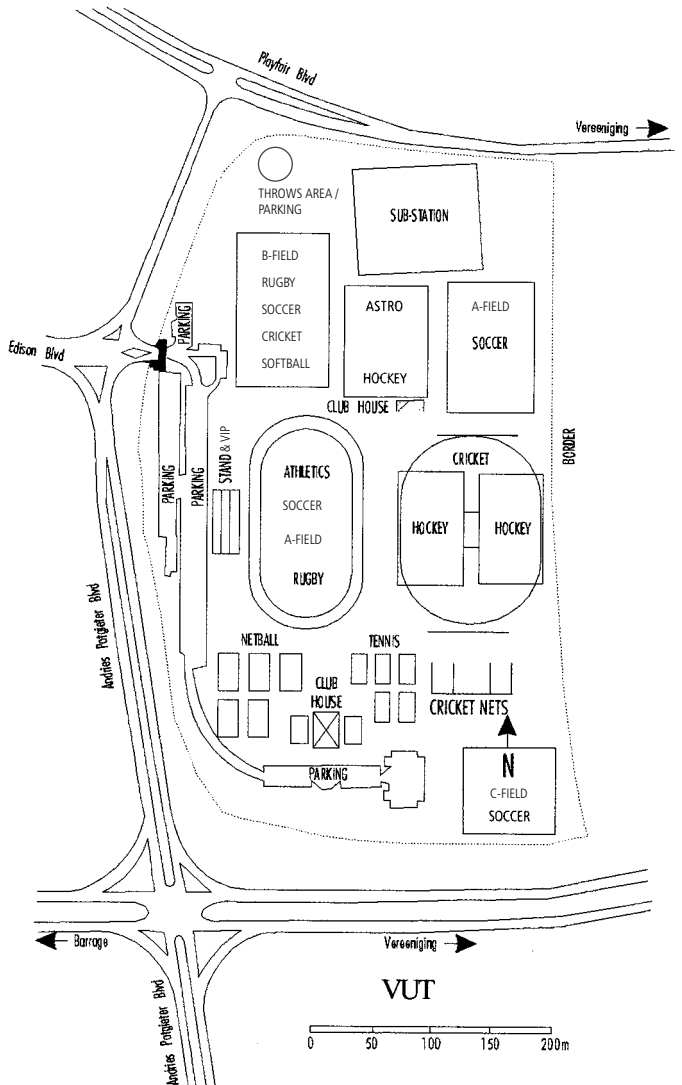 Playfair Blvd
Vereeniging
THROWS AREA /
PARKING
SUB-STATION
B-FIELD
RUGBY
SOCCER
CRICKET
SOFTBALL
ASTRO
HOCKEY
A-FIELD
SOCCER
PARKING
Edison Blvd
CLUB HOUSE
BORDER
STAND & VIP
PARKING
PARKING
ATHLETICS
SOCCER
A-FIELD
RUGBY
CRICKET
HOCKEY
HOCKEY
Andries Potgieter Blvd
NETBALL
TENNIS
CLUB
HOUSE
CRICKET NETS
PARKING
N
C-FIELD
SOCCER
Barrage
Vereeniging
Andries Potgieter Blvd
VUT
0 50 100 150 200m